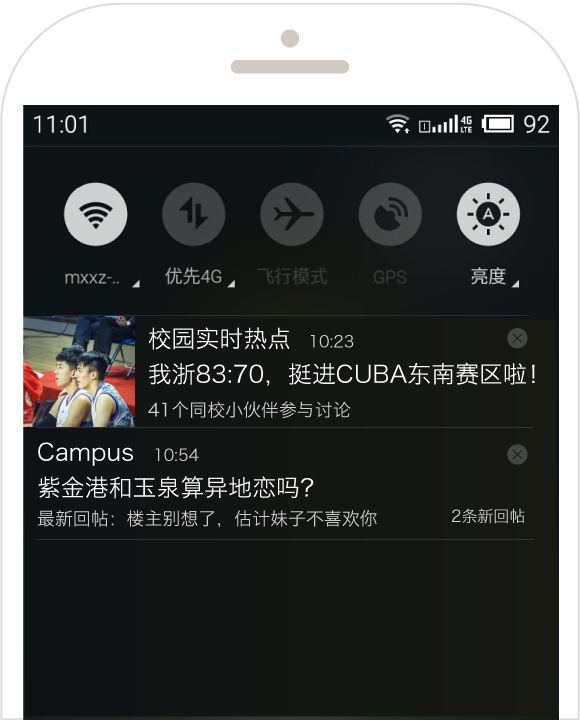 11:01 4G LTE 92
A
mxxz-.. 优先4G 飞行模式 GPS 亮度
校园实时热点 10:23
我浙83:70，挺进CUBA东南赛区啦！
41个同校小伙伴参与讨论
Campus 10:54
紫金港和玉泉算异地恋吗？
最新回帖：楼主别想了，估计妹子不喜欢你 2条新回帖